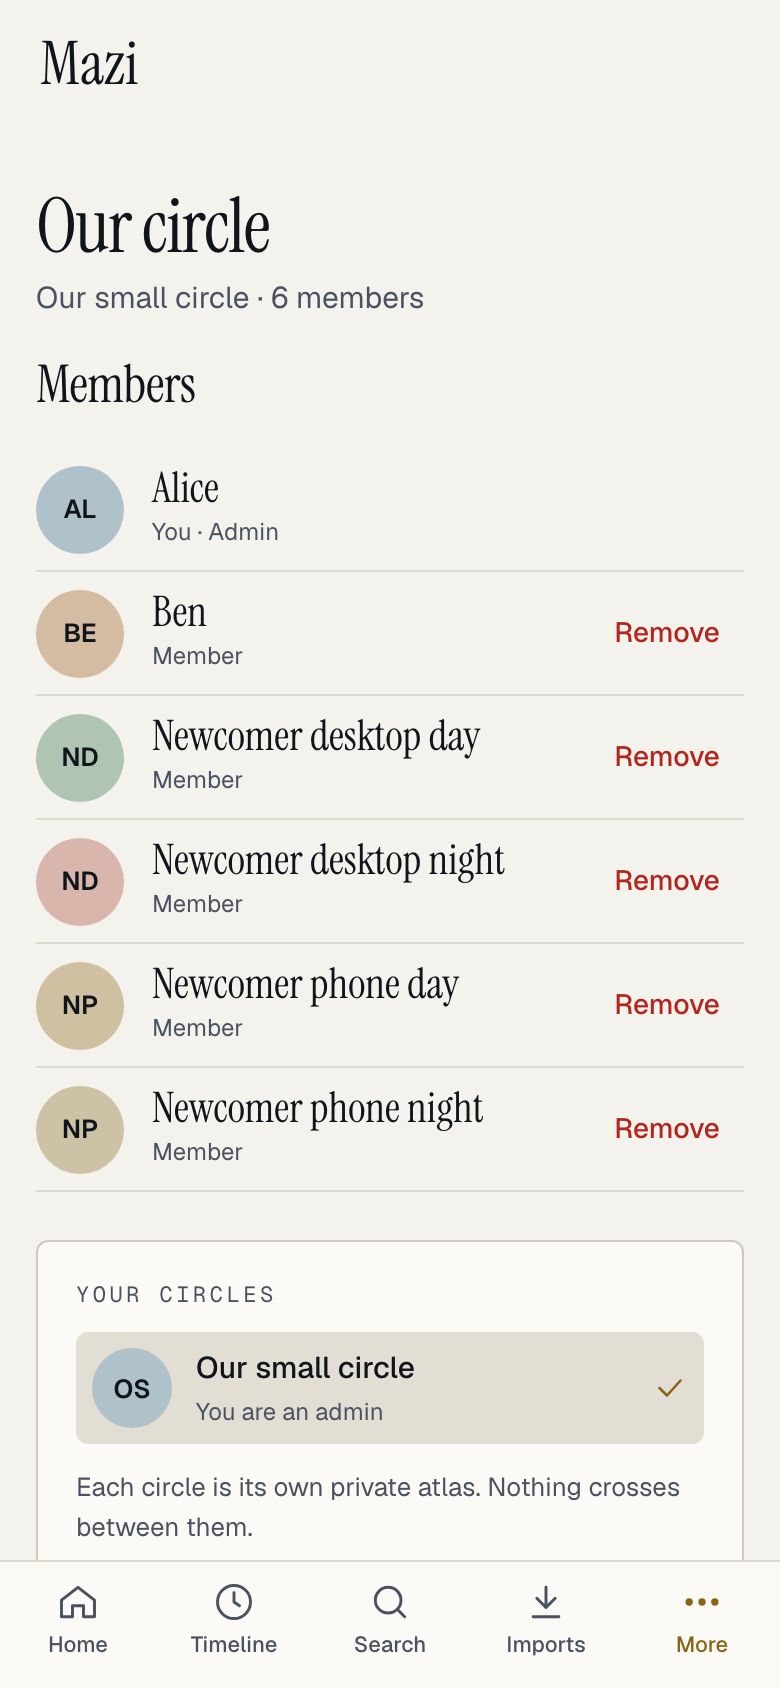 Mazi
Our circle
Our small circle · 6 members
Members
AL
Alice
You · Admin
BE
Ben
Member
Remove
ND
Newcomer desktop day
Member
Remove
ND
Newcomer desktop night
Member
Remove
NP
Newcomer phone day
Member
Remove
NP
Newcomer phone night
Member
Remove
YOUR CIRCLES
OS
Our small circle
You are an admin
Each circle is its own private atlas. Nothing crosses
between them.
Home
Timeline
Search
Imports
More